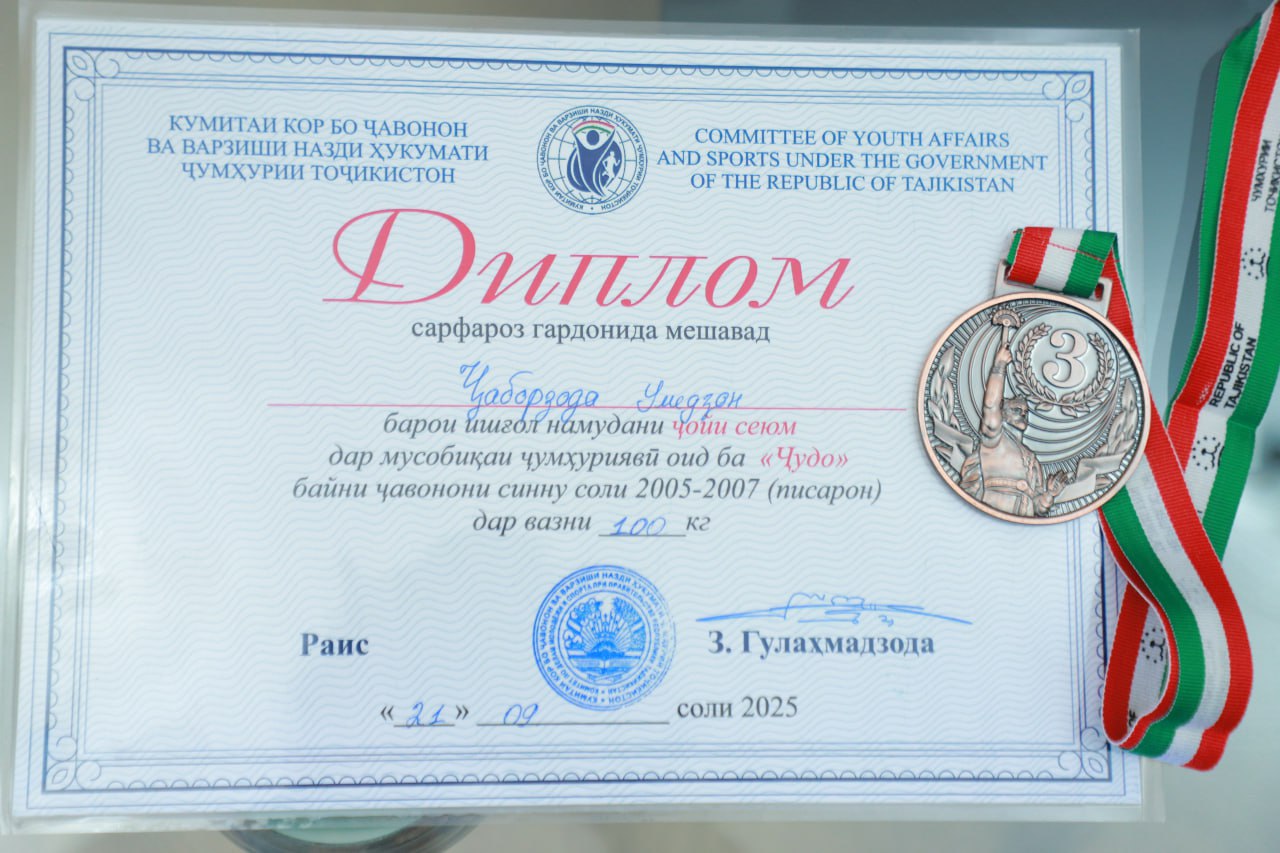 КУМИТАИ КОР БО ҶАВОНОН
ВА ВАРЗИШИ НАЗДИ ҲУКУМАТИ
ҶУМҲУРИИ ТОҶИКИСТОН
COMMITTEE OF YOUTH AFFAIRS
AND SPORTS UNDER THE GOVERNMENT
OF THE REPUBLIC OF TAJIKISTAN
Диплом
сарфароз гардонида мешавад
Ҷаборзода Умедҷон
барои ишғол намудани ҷойи сеюм
дар мусобиқаи ҷумҳуриявӣ оид ба «Ҷудо»
байни ҷавонони синну соли 2005-2007 (писарон)
дар вазни 100 кг
Раис
З. Гулаҳмадзода
«21» 09 соли 2025
3
ҶУМҲУРИИ
ТОҶИКИСТОН
REPUBLIC OF
TAJIKISTAN